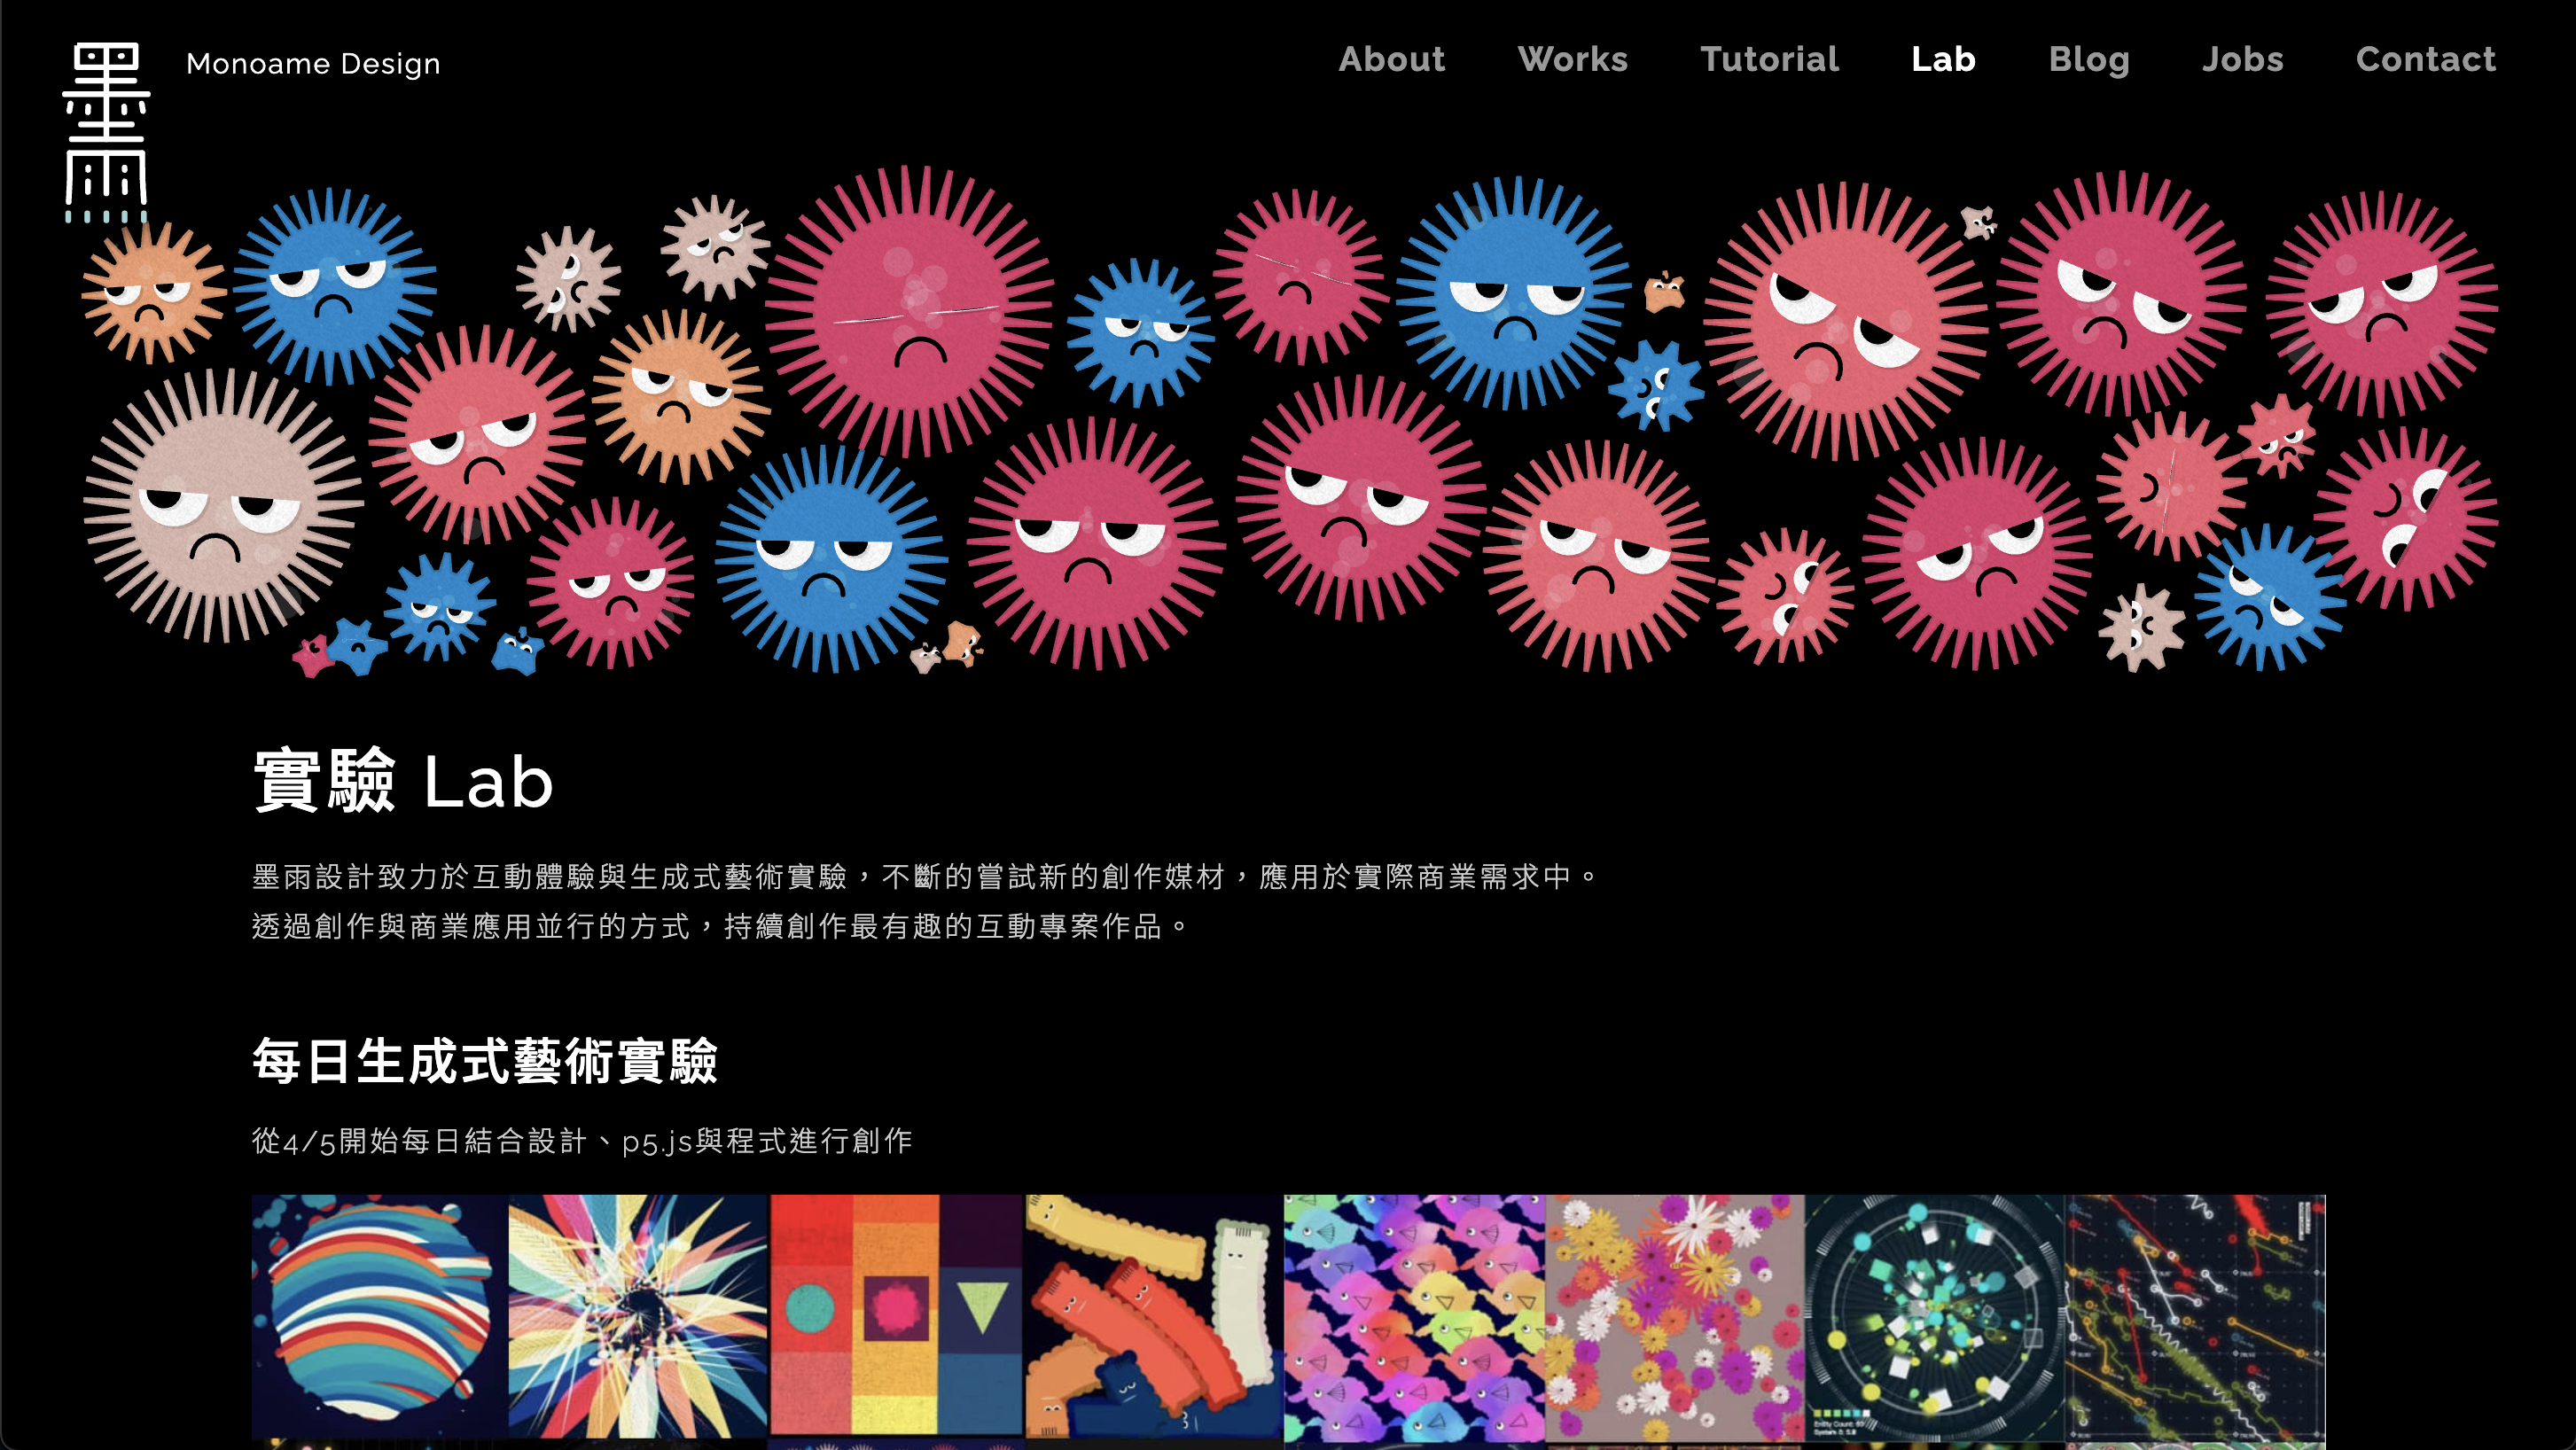 墨雨
Monoame Design
About Works Tutorial Lab Blog Jobs Contact
實驗 Lab
墨雨設計致力於互動體驗與生成式藝術實驗，不斷的嘗試新的創作媒材，應用於實際商業需求中。
透過創作與商業應用並行的方式，持續創作最有趣的互動專案作品。
每日生成式藝術實驗
從4/5開始每日結合設計、p5.js與程式進行創作